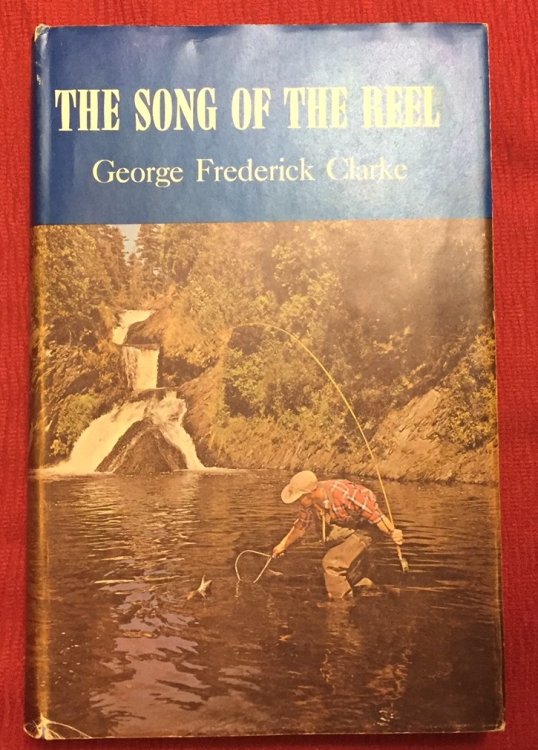 THE SONG OF THE REEL
George Frederick Clarke